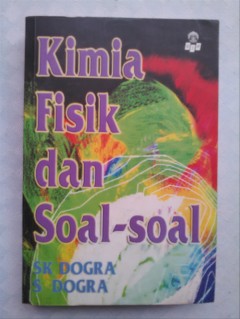 Kimia
Fisik
dan
Soal-soal
SK DOGRA
S. DOGRA